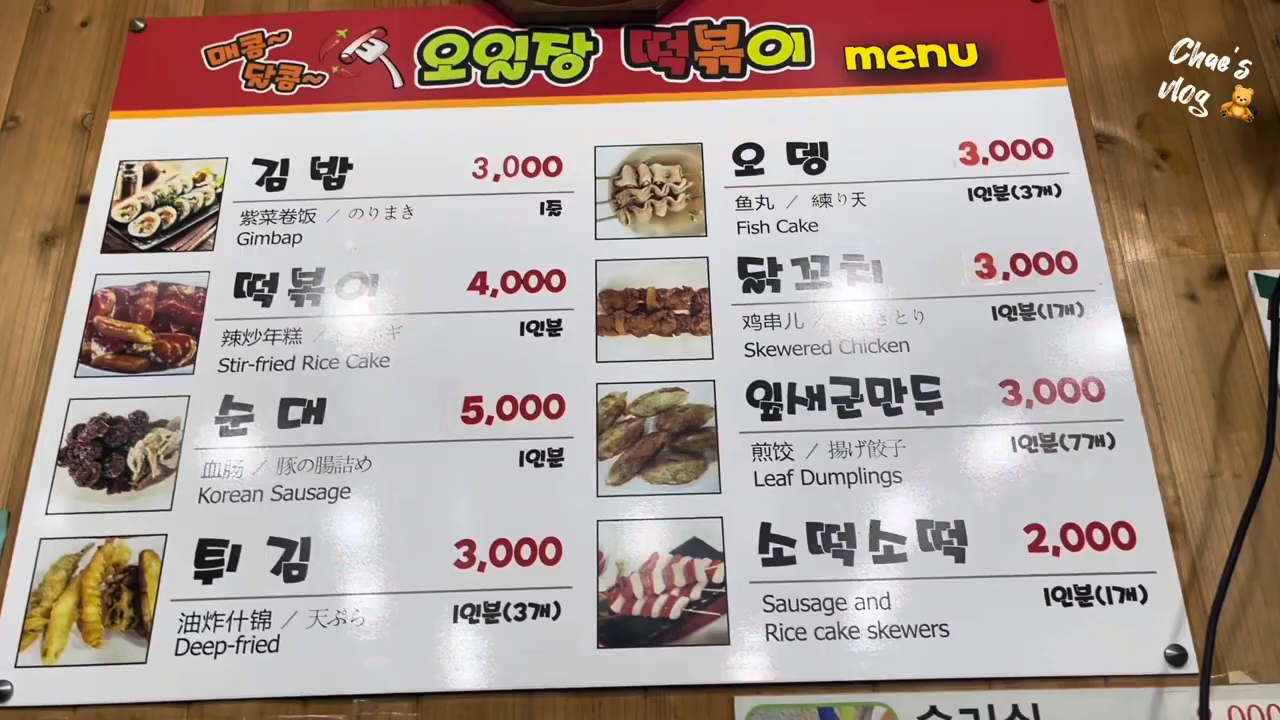 매콤~
달콤~
오일장 떡볶이 menu
Chae's
vlog
김밥 3,000
紫菜卷饭 / のりまき 1줄
Gimbap
떡볶이 4,000
辣炒年糕 / 1인분
Stir-fried Rice Cake
순대 5,000
血肠 / 豚の腸詰め 1인분
Korean Sausage
튀김 3,000
油炸什锦 / 天ぷら 1인분(3개)
Deep-fried
오뎅 3,000
鱼丸 / 練り天 1인분(3개)
Fish Cake
닭꼬치 3,000
鸡串儿 / 1인분(1개)
Skewered Chicken
잎새군만두 3,000
煎饺 / 揚げ餃子 1인분(7개)
Leaf Dumplings
소떡소떡 2,000
Sausage and 1인분(1개)
Rice cake skewers